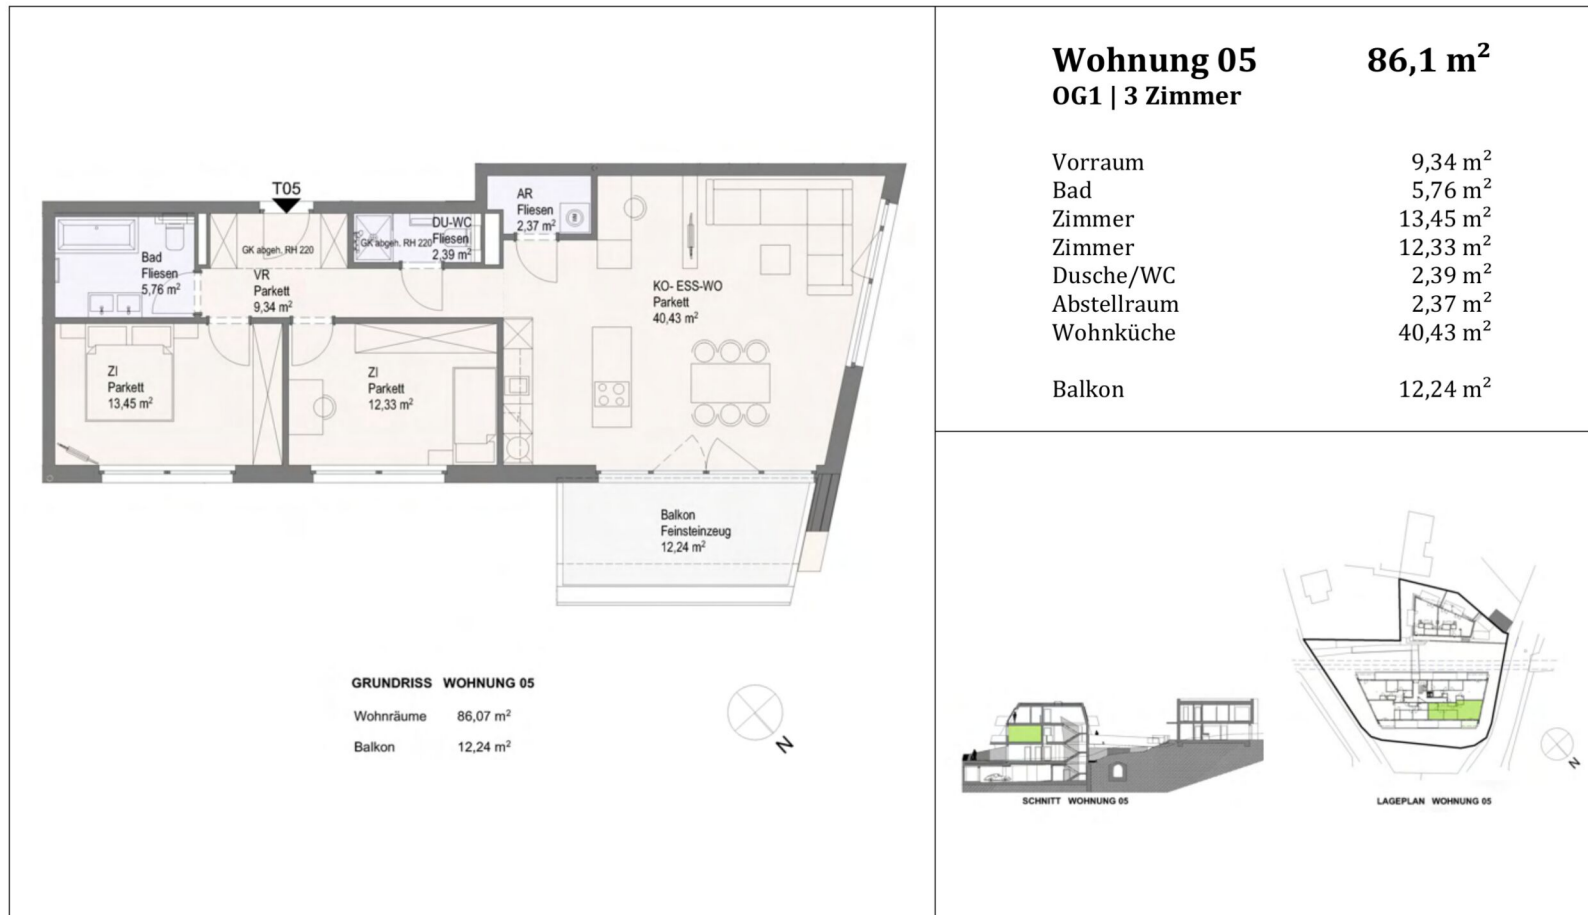 T05
AR
Fliesen
2,37 m²
DU-WC
Fliesen
2,39 m²
GK abgeh. RH 220
GK abgeh. RH 220
Bad
Fliesen
5,76 m²
VR
Parkett
9,34 m²
KO- ESS-WO
Parkett
40,43 m²
ZI
Parkett
13,45 m²
ZI
Parkett
12,33 m²
Balkon
Feinsteinzeug
12,24 m²
GRUNDRISS WOHNUNG 05
Wohnräume 86,07 m²
Balkon 12,24 m²
N
Wohnung 05 86,1 m²
OG1 | 3 Zimmer
Vorraum 9,34 m²
Bad 5,76 m²
Zimmer 13,45 m²
Zimmer 12,33 m²
Dusche/WC 2,39 m²
Abstellraum 2,37 m²
Wohnküche 40,43 m²
Balkon 12,24 m²
SCHNITT WOHNUNG 05
LAGEPLAN WOHNUNG 05
N